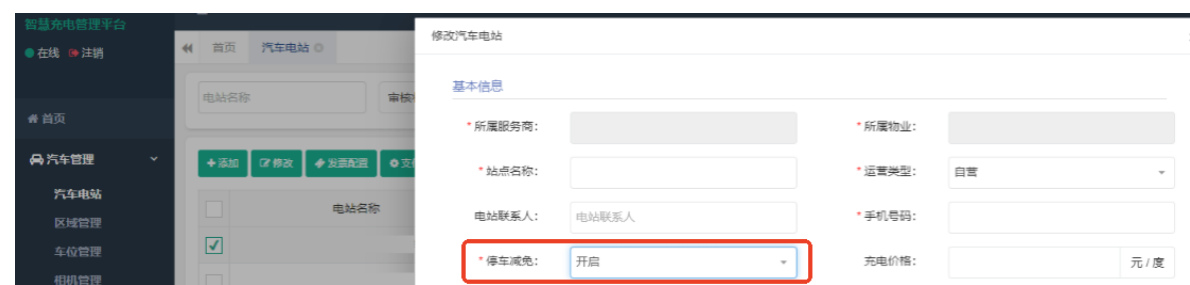 智慧充电管理平台
在线 注销
首页 汽车电站
修改汽车电站
电站名称
审核
基本信息
首页
*所属服务商:
*所属物业:
汽车管理
添加 修改 发票配置
*站点名称:
*运营类型: 自营
汽车电站
电站名称
电站联系人: 电站联系人
*手机号码:
区域管理
车位管理
*停车减免: 开启
充电价格: 元/度
相机管理